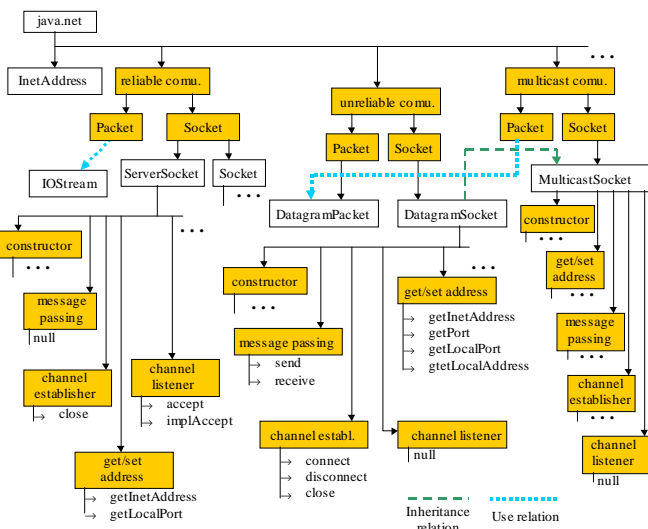 java.net
InetAddress
reliable comu.
unreliable comu.
multicast comu.
• • •
Packet
Socket
Packet
Socket
Packet
Socket
IOStream
ServerSocket
Socket
• • •
DatagramPacket
DatagramSocket
MulticastSocket
• • •
constructor
• • •
message
passing
null
channel
establisher
close
channel
listener
accept
implAccept
get/set
address
getInetAddress
getLocalPort
• • •
constructor
• • •
message passing
send
receive
channel establ.
connect
disconnect
close
get/set address
getInetAddress
getPort
getLocalPort
gtetLocalAddress
channel listener
null
constructor
• • •
get/set
address
• • •
message
passing
• • •
channel
establisher
• • •
channel
listener
null
Inheritance
relation
Use relation